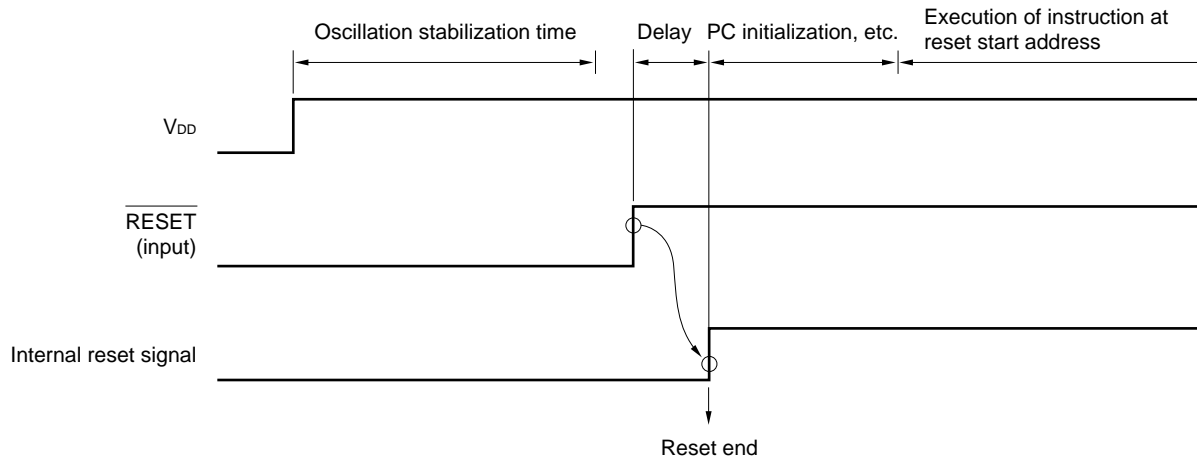 Oscillation stabilization time
Delay
PC initialization, etc.
Execution of instruction at
reset start address
VDD
RESET
(input)
Internal reset signal
Reset end